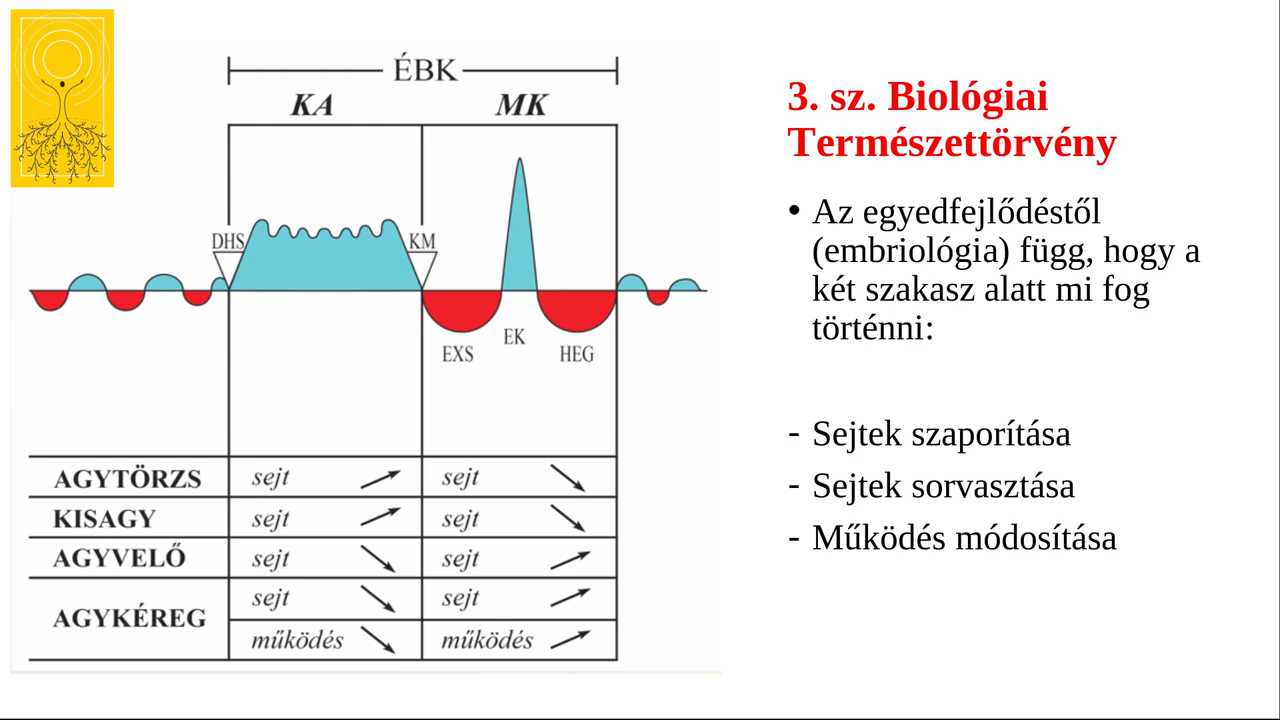 ÉBK
KA MK
DHS KM
EXS EK HEG
AGYTÖRZS sejt sejt
KISAGY sejt sejt
AGYVELŐ sejt sejt
AGYKÉREG sejt sejt
működés működés
3. sz. Biológiai
Természettörvény
• Az egyedfejlődéstől
(embriológia) függ, hogy a
két szakasz alatt mi fog
történni:
- Sejtek szaporítása
- Sejtek sorvasztása
- Működés módosítása